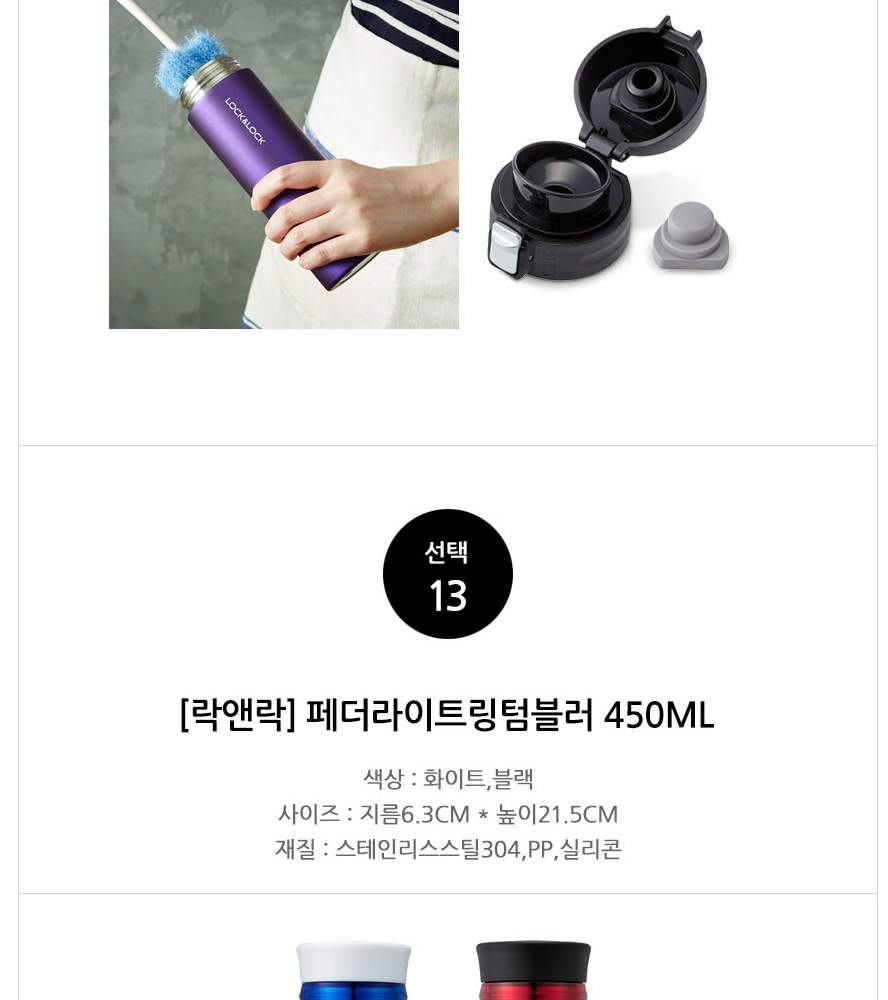 LOCK&LOCK
선택
13
[락앤락] 페더라이트링텀블러 450ML
색상 : 화이트,블랙
사이즈 : 지름6.3CM * 높이21.5CM
재질 : 스테인리스스틸304,PP,실리콘